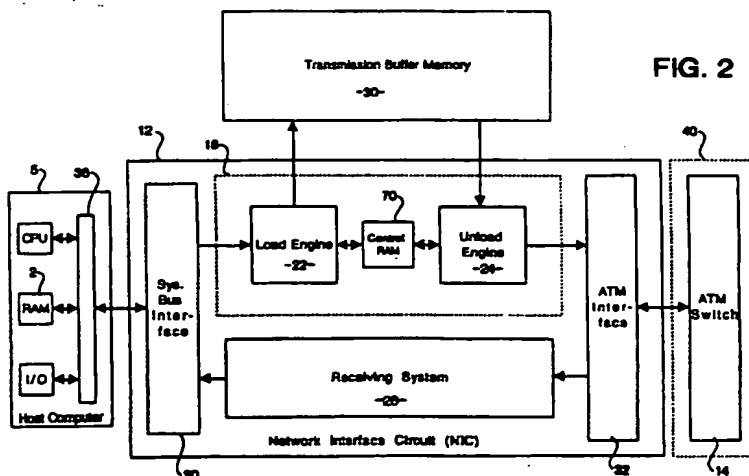 FIG. 2
Transmission Buffer Memory
-30-
12
18
40
5
36
70
CPU
2
RAM
I/O
Host Computer
Sys.
Bus
Inter-
face
Load Engine
-22-
Control
RAM
Unload
Engine
-24-
ATM
Inter-
face
ATM
Switch
Receiving System
Network Interface Circuit (NIC)
32
14